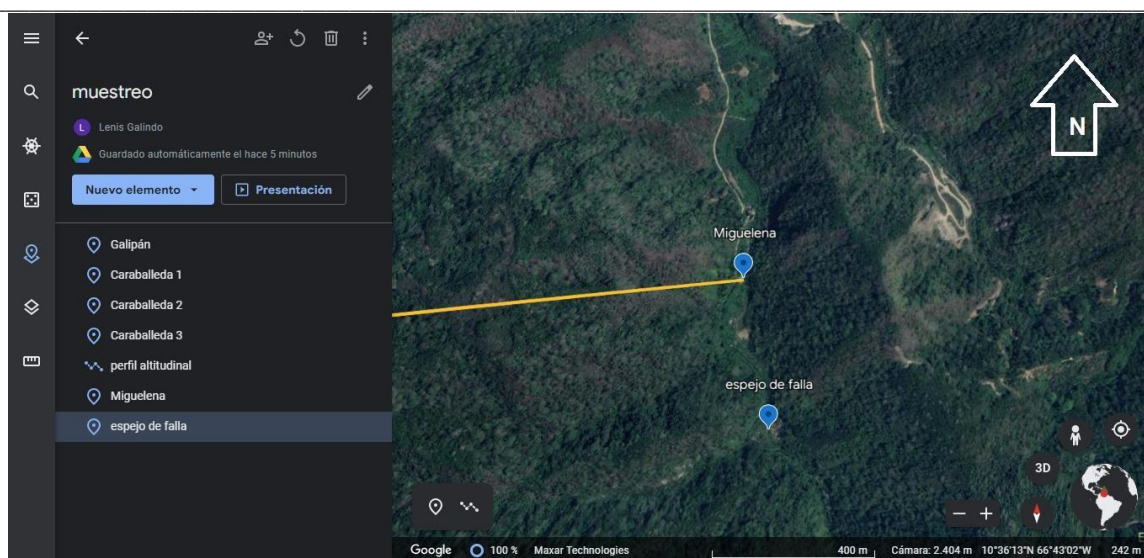 muestreo
L Lenis Galindo
Guardado automáticamente el hace 5 minutos
Nuevo elemento
Presentación
Galipán
Caraballeda 1
Caraballeda 2
Caraballeda 3
perfil altitudinal
Miguelena
espejo de falla
N
Miguelena
espejo de falla
3D
Google 100 % Maxar Technologies 400 m Cámara: 2.404 m 10°36'13"N 66°43'02"W 242 m